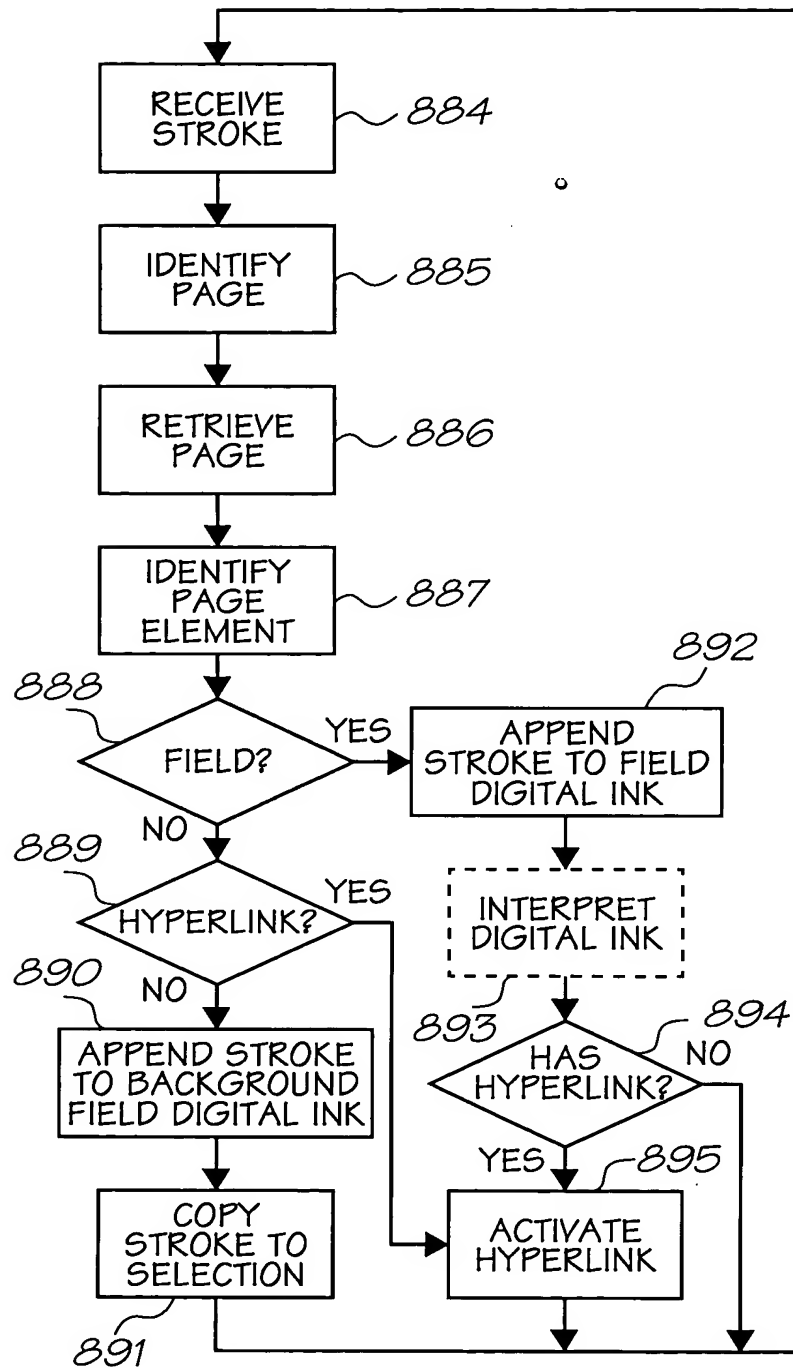 RECEIVE
STROKE
884
IDENTIFY
PAGE
885
RETRIEVE
PAGE
886
IDENTIFY
PAGE
ELEMENT
887
888
FIELD?
YES
NO
892
APPEND
STROKE TO FIELD
DIGITAL INK
889
HYPERLINK?
YES
NO
INTERPRET
DIGITAL INK
893
890
APPEND STROKE
TO BACKGROUND
FIELD DIGITAL INK
894
HAS
HYPERLINK?
NO
YES
895
ACTIVATE
HYPERLINK
COPY
STROKE TO
SELECTION
891